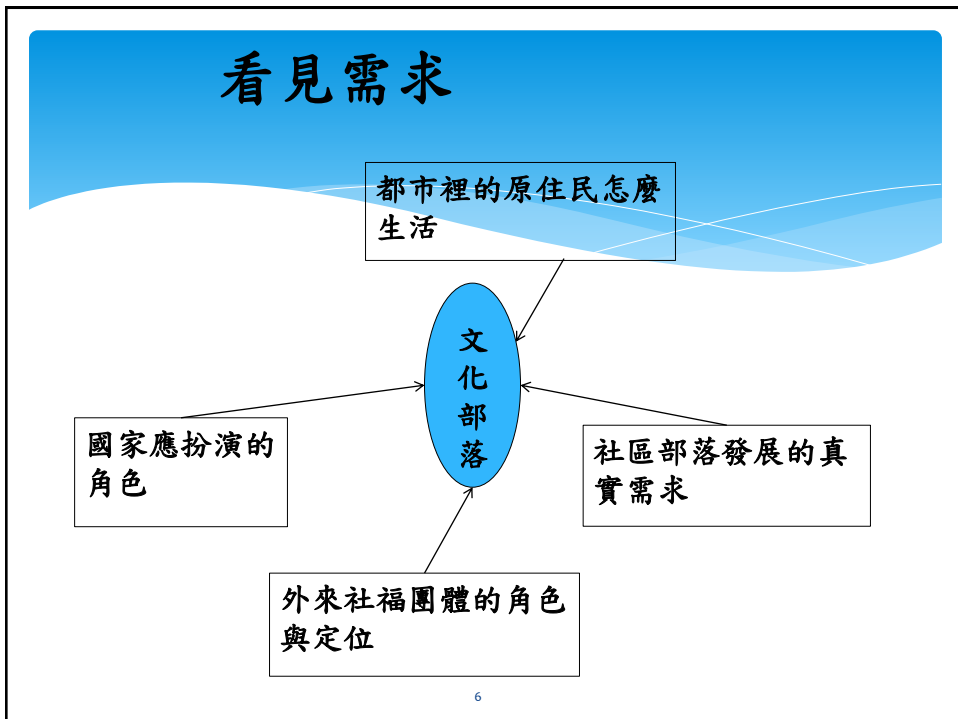 看見需求
都市裡的原住民怎麼
生活
文
化
部
落
國家應扮演的
角色
社區部落發展的真
實需求
外來社福團體的角色
與定位
6